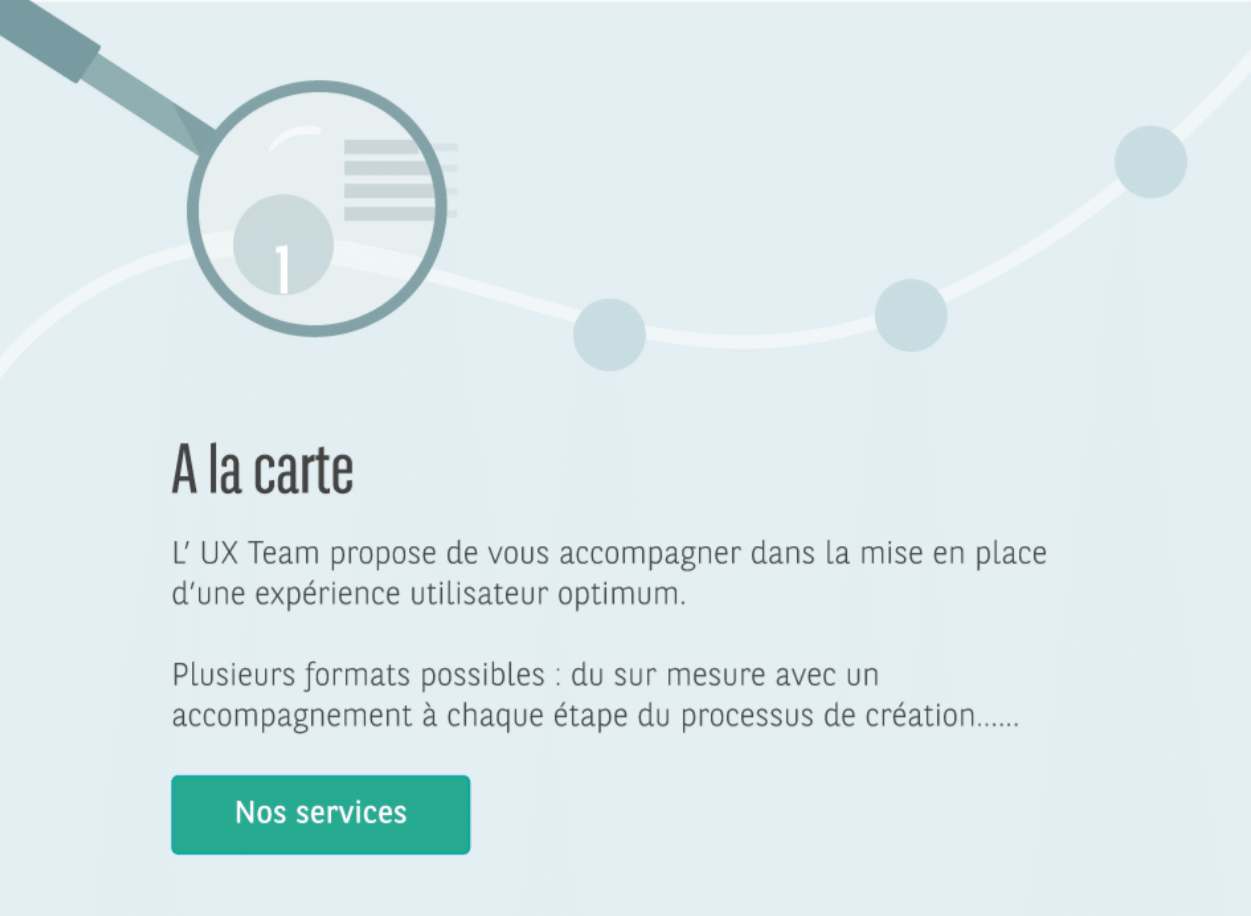 1
A la carte
L’ UX Team propose de vous accompagner dans la mise en place
d’une expérience utilisateur optimum.
Plusieurs formats possibles : du sur mesure avec un
accompagnement à chaque étape du processus de création......
Nos services